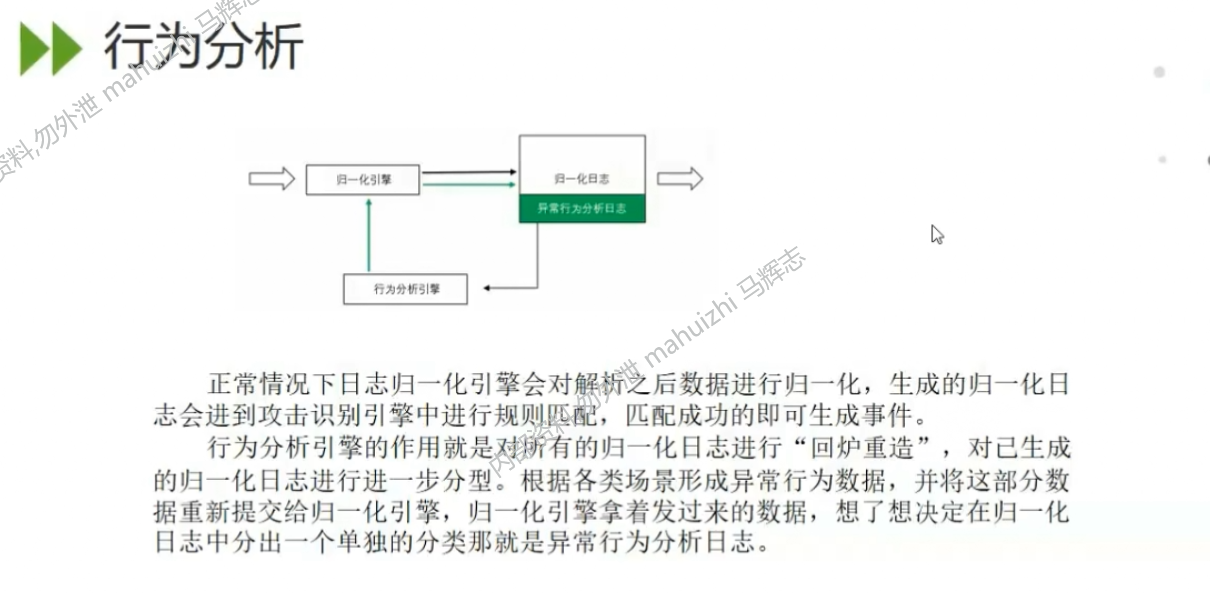 行为分析
资料,勿外泄 mahuizhi 马辉志
归一化引擎
归一化日志
异常行为分析日志
行为分析引擎
内部资料,勿外泄 mahuizhi 马辉志
正常情况下日志归一化引擎会对解析之后数据进行归一化，生成的归一化日
志会进到攻击识别引擎中进行规则匹配，匹配成功的即可生成事件。
行为分析引擎的作用就是对所有的归一化日志进行“回炉重造”，对已生成
的归一化日志进行进一步分型。根据各类场景形成异常行为数据，并将这部分数
据重新提交给归一化引擎，归一化引擎拿着发过来的数据，想了想决定在归一化
日志中分出一个单独的分类那就是异常行为分析日志。